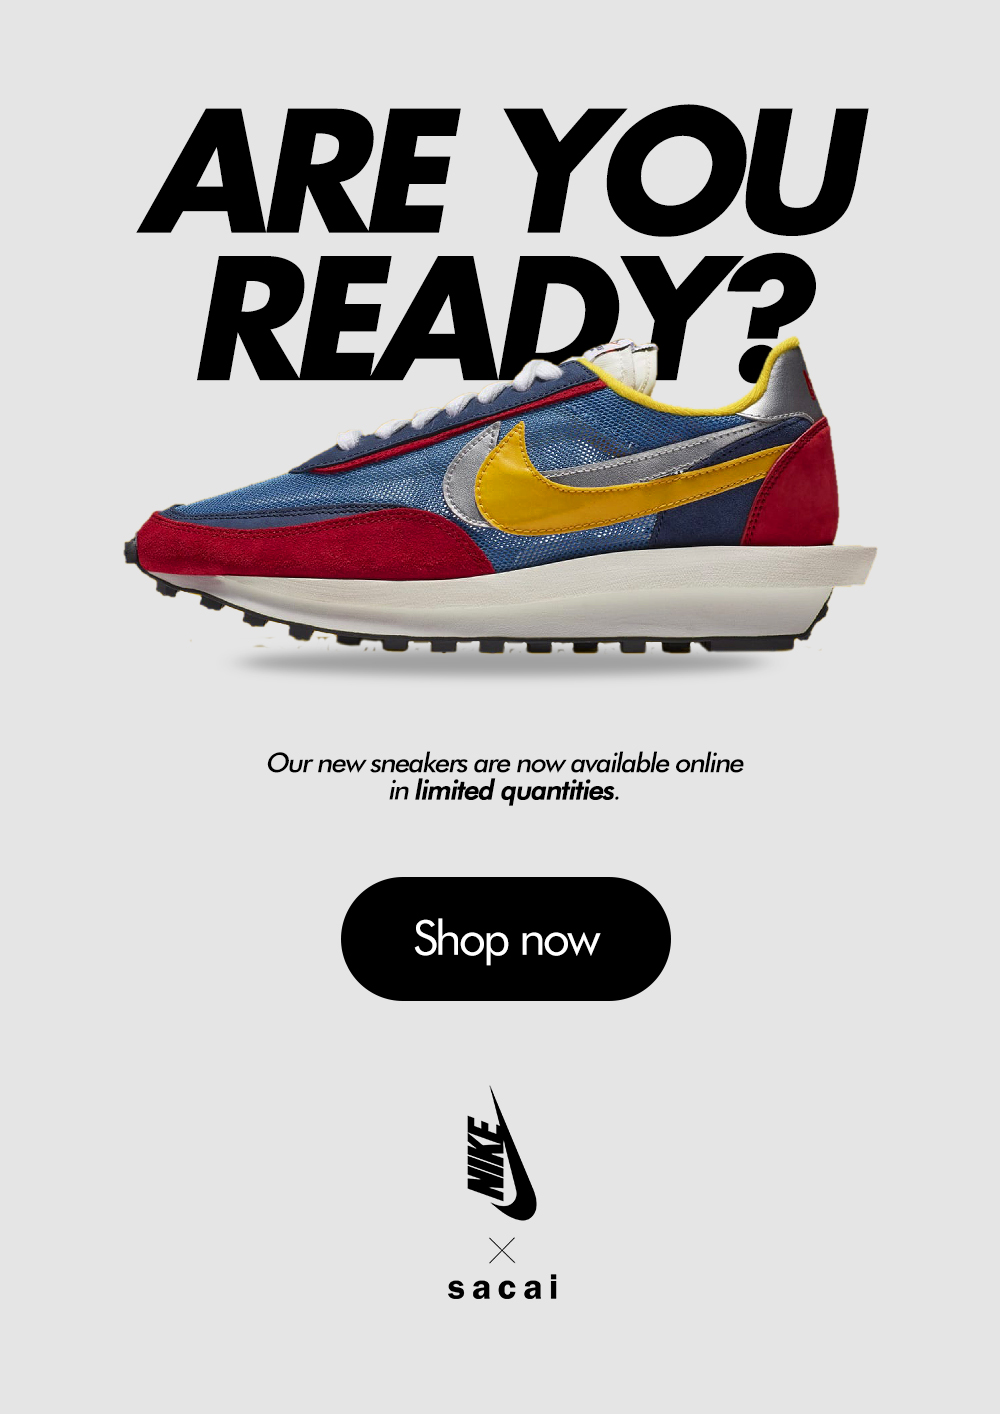 ARE YOU
READY?
Our new sneakers are now available online
in limited quantities.
Shop now
NIKE
sacai